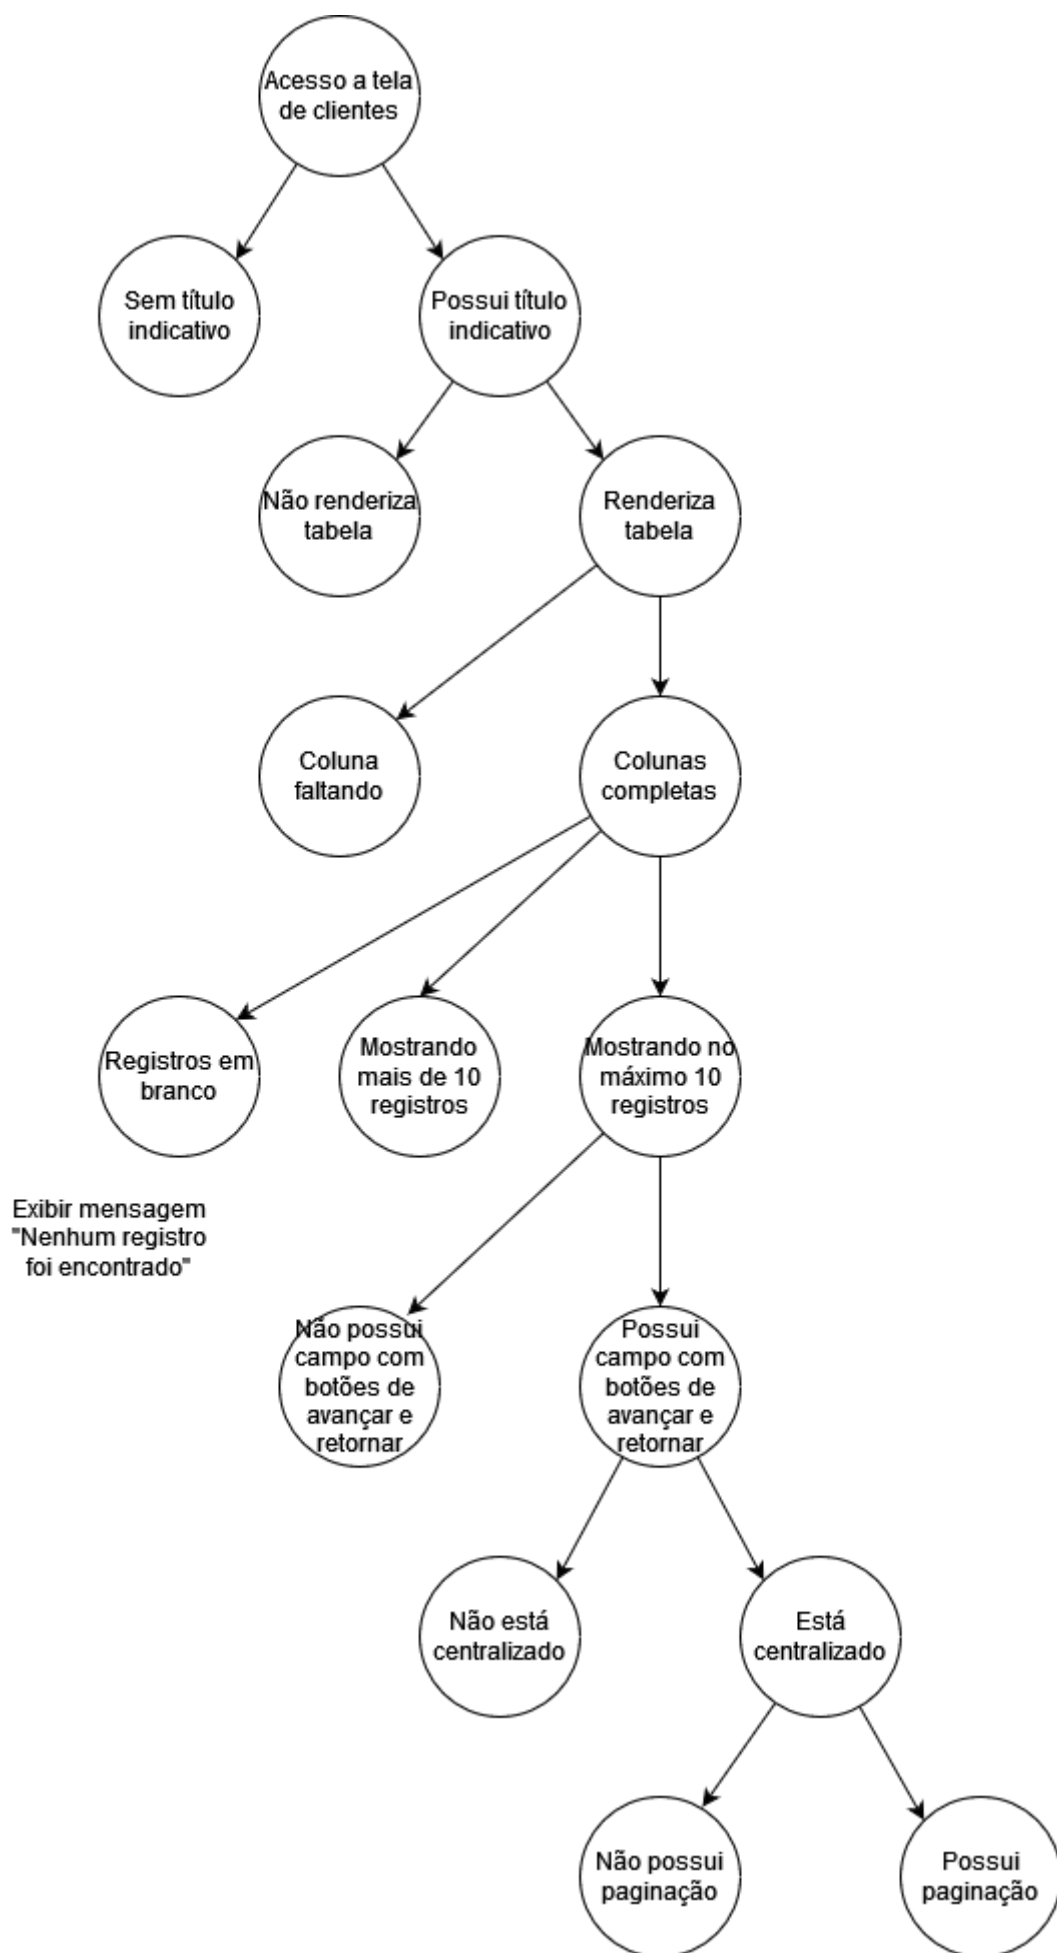 Acesso a tela
de clientes
Sem título
indicativo
Possui título
indicativo
Não renderiza
tabela
Renderiza
tabela
Coluna
faltando
Colunas
completas
Registros em
branco
Mostrando
mais de 10
registros
Mostrando no
máximo 10
registros
Exibir mensagem
"Nenhum registro
foi encontrado"
Não possui
campo com
botões de
avançar e
retornar
Possui
campo com
botões de
avançar e
retornar
Não está
centralizado
Está
centralizado
Não possui
paginação
Possui
paginação